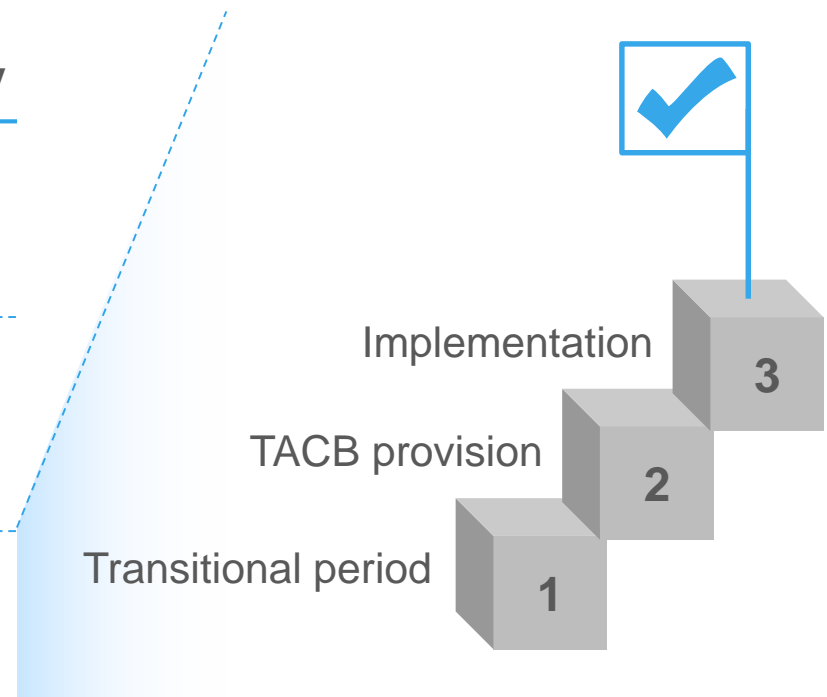 Implementation
3
TACB provision
2
Transitional period
1